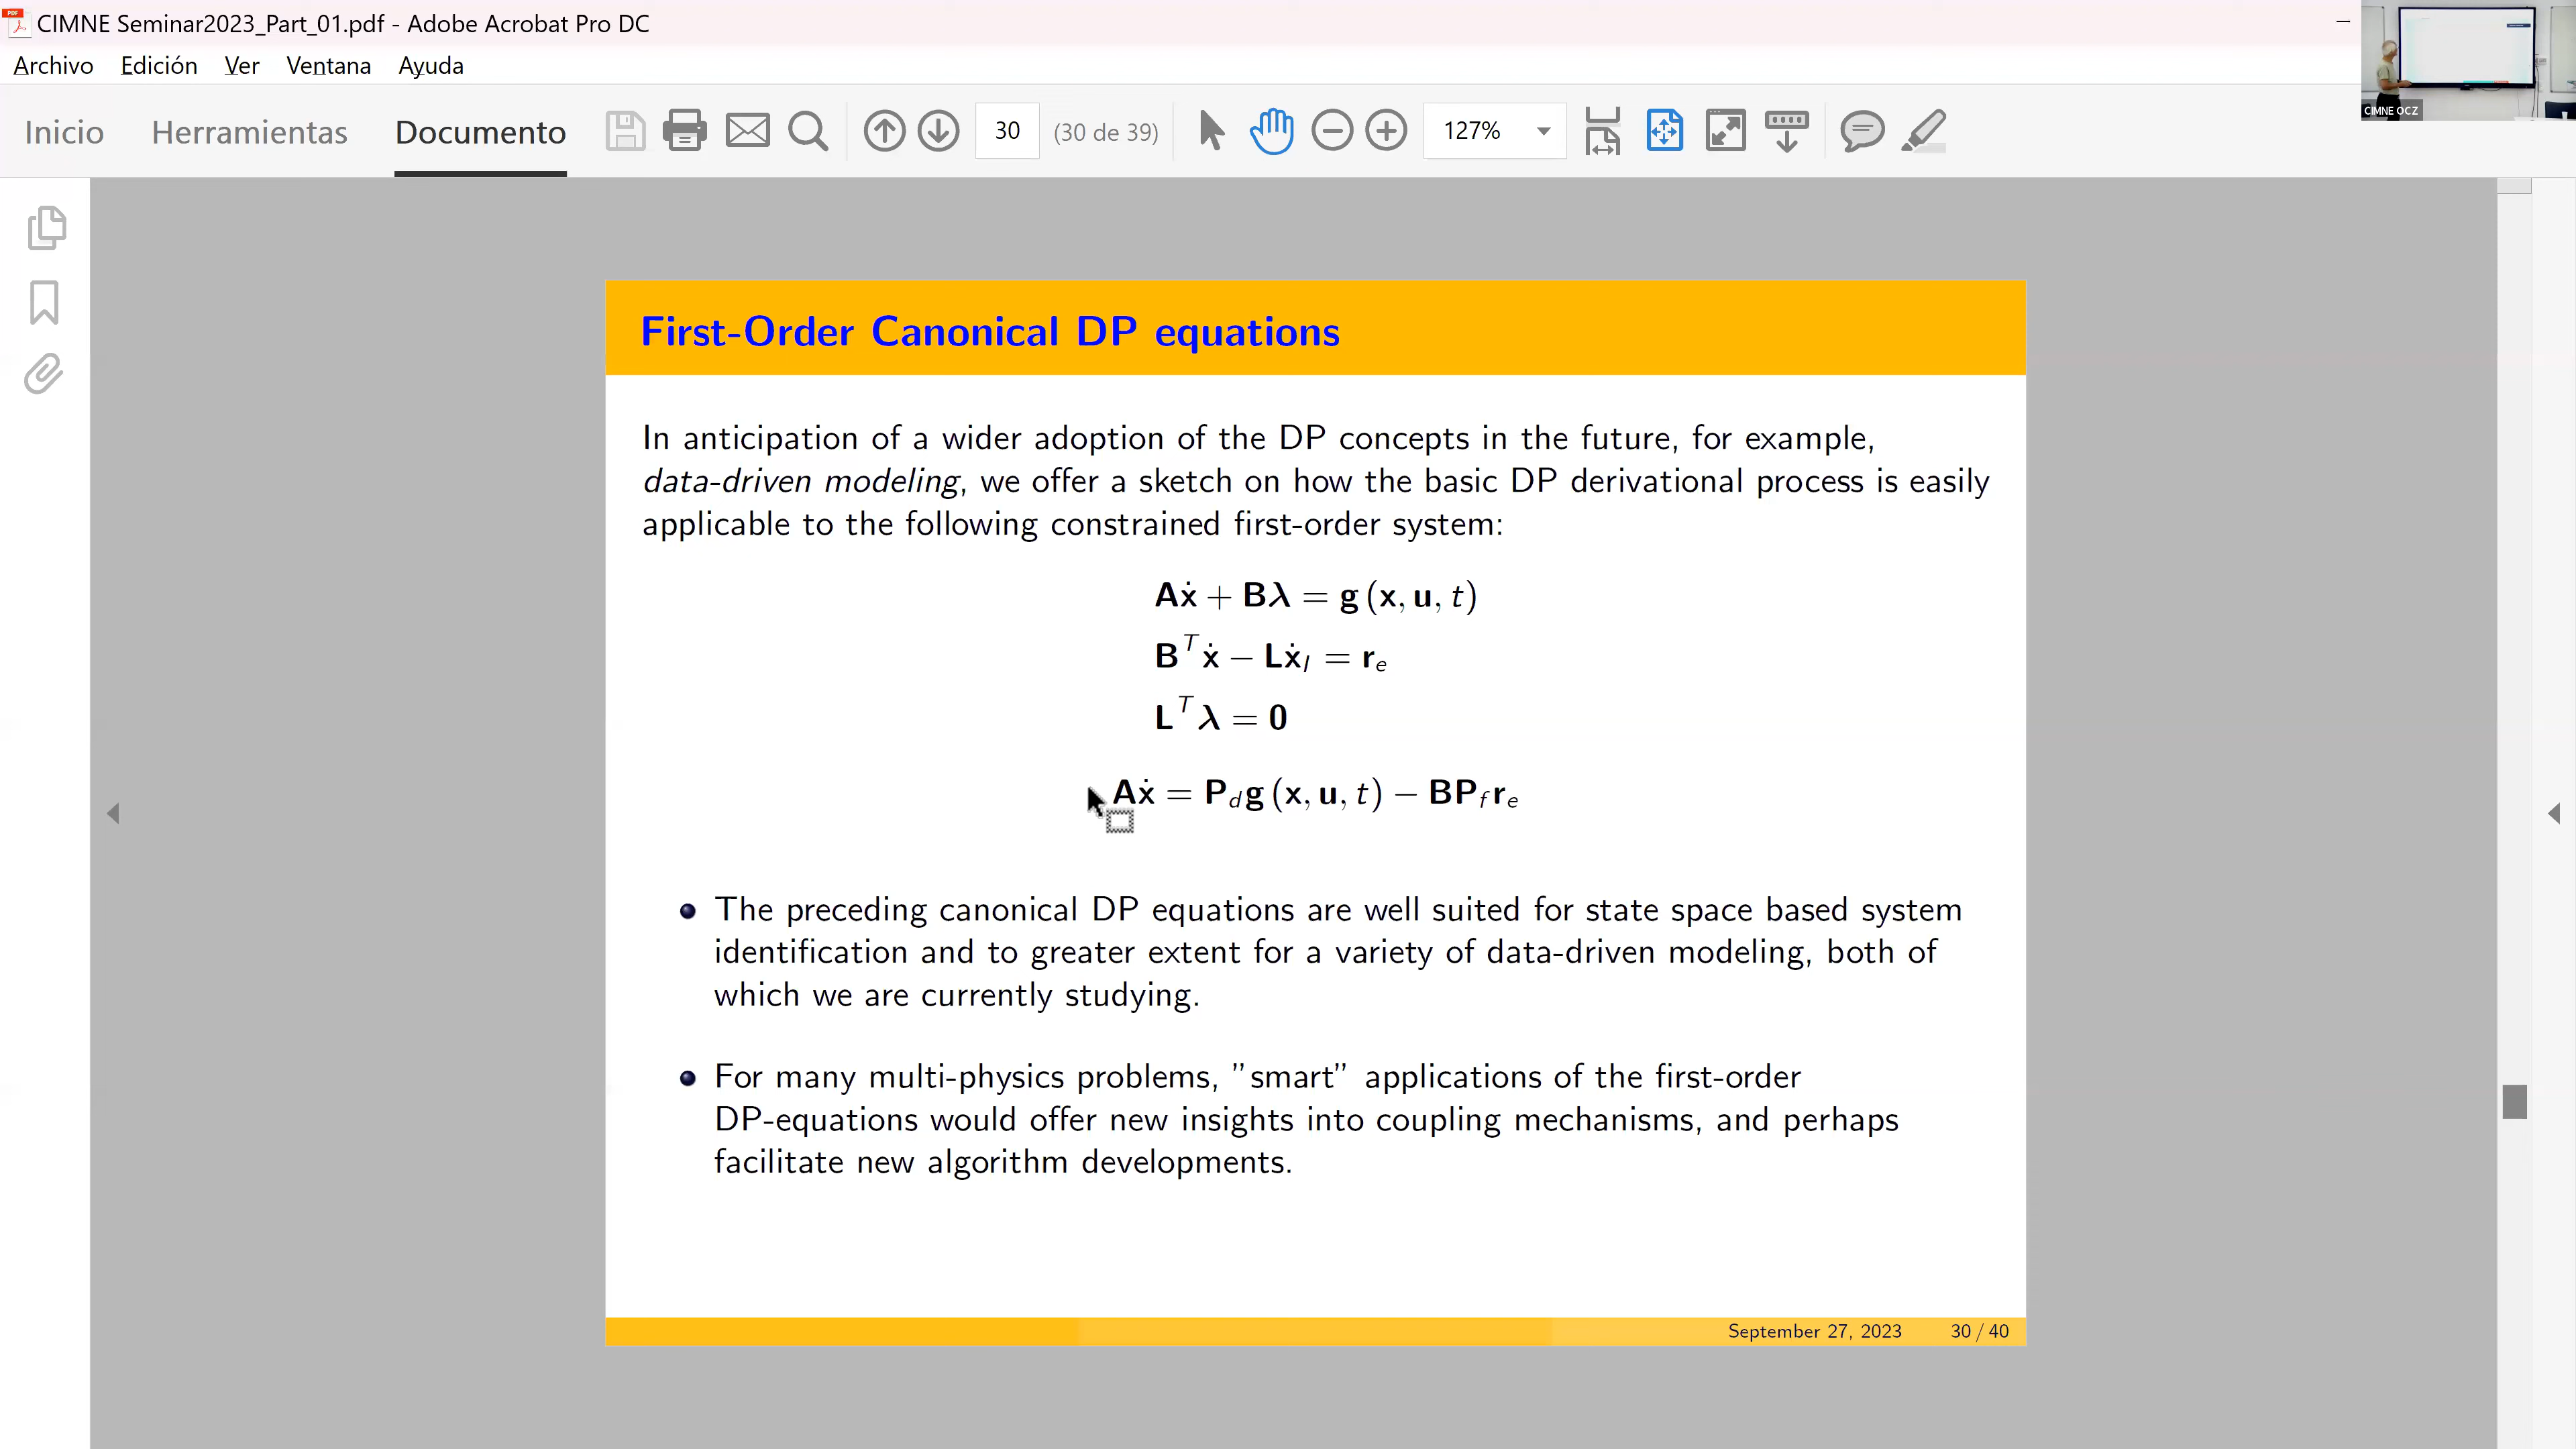 CIMNE Seminar2023_Part_01.pdf - Adobe Acrobat Pro DC
Archivo Edición Ver Ventana Ayuda
Inicio Herramientas Documento 30 (30 de 39) 127%
CIMNE OCZ
First-Order Canonical DP equations
In anticipation of a wider adoption of the DP concepts in the future, for example,
data-driven modeling, we offer a sketch on how the basic DP derivational process is easily
applicable to the following constrained first-order system:
Aẋ + Bλ = g (x, u, t)
B^T ẋ − Lẋ_l = r_e
L^T λ = 0
Aẋ = P_d g (x, u, t) − BP_f r_e
The preceding canonical DP equations are well suited for state space based system
identification and to greater extent for a variety of data-driven modeling, both of
which we are currently studying.
For many multi-physics problems, ”smart” applications of the first-order
DP-equations would offer new insights into coupling mechanisms, and perhaps
facilitate new algorithm developments.
September 27, 2023 30 / 40